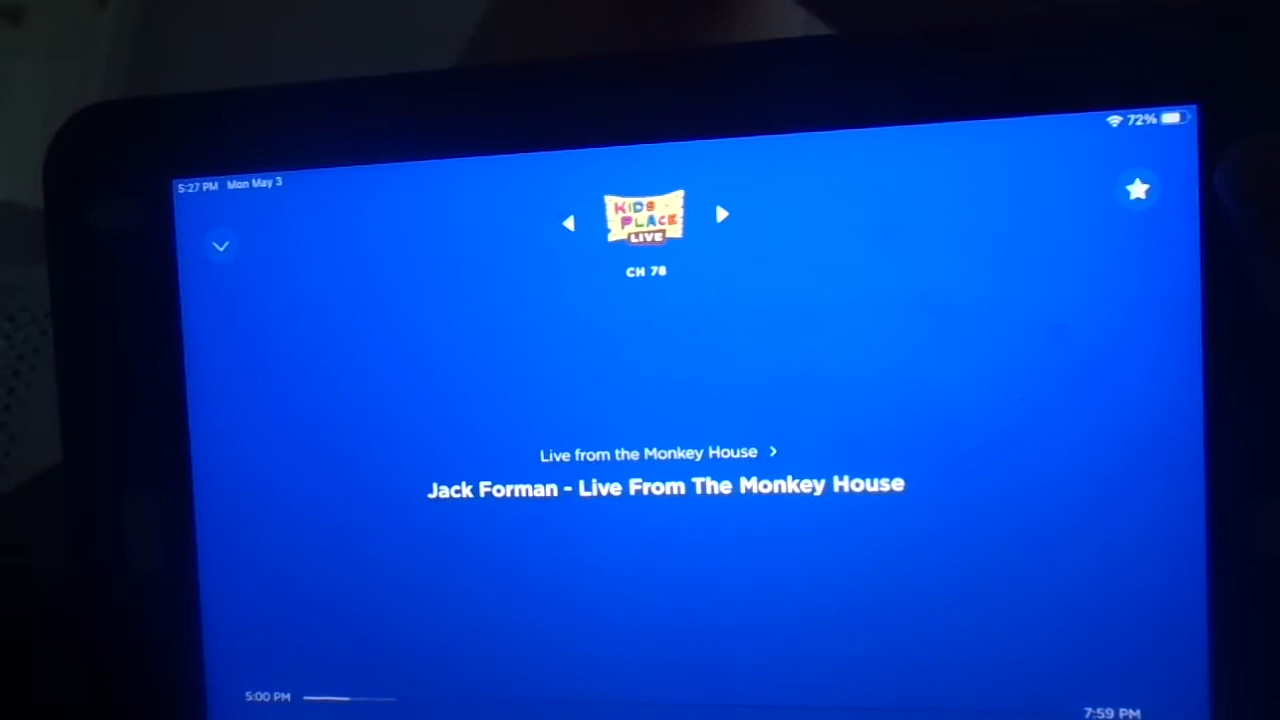 5:27 PM Mon May 3
72%
KIDS
PLACE
LIVE
CH 78
Live from the Monkey House
Jack Forman - Live From The Monkey House
5:00 PM
7:59 PM